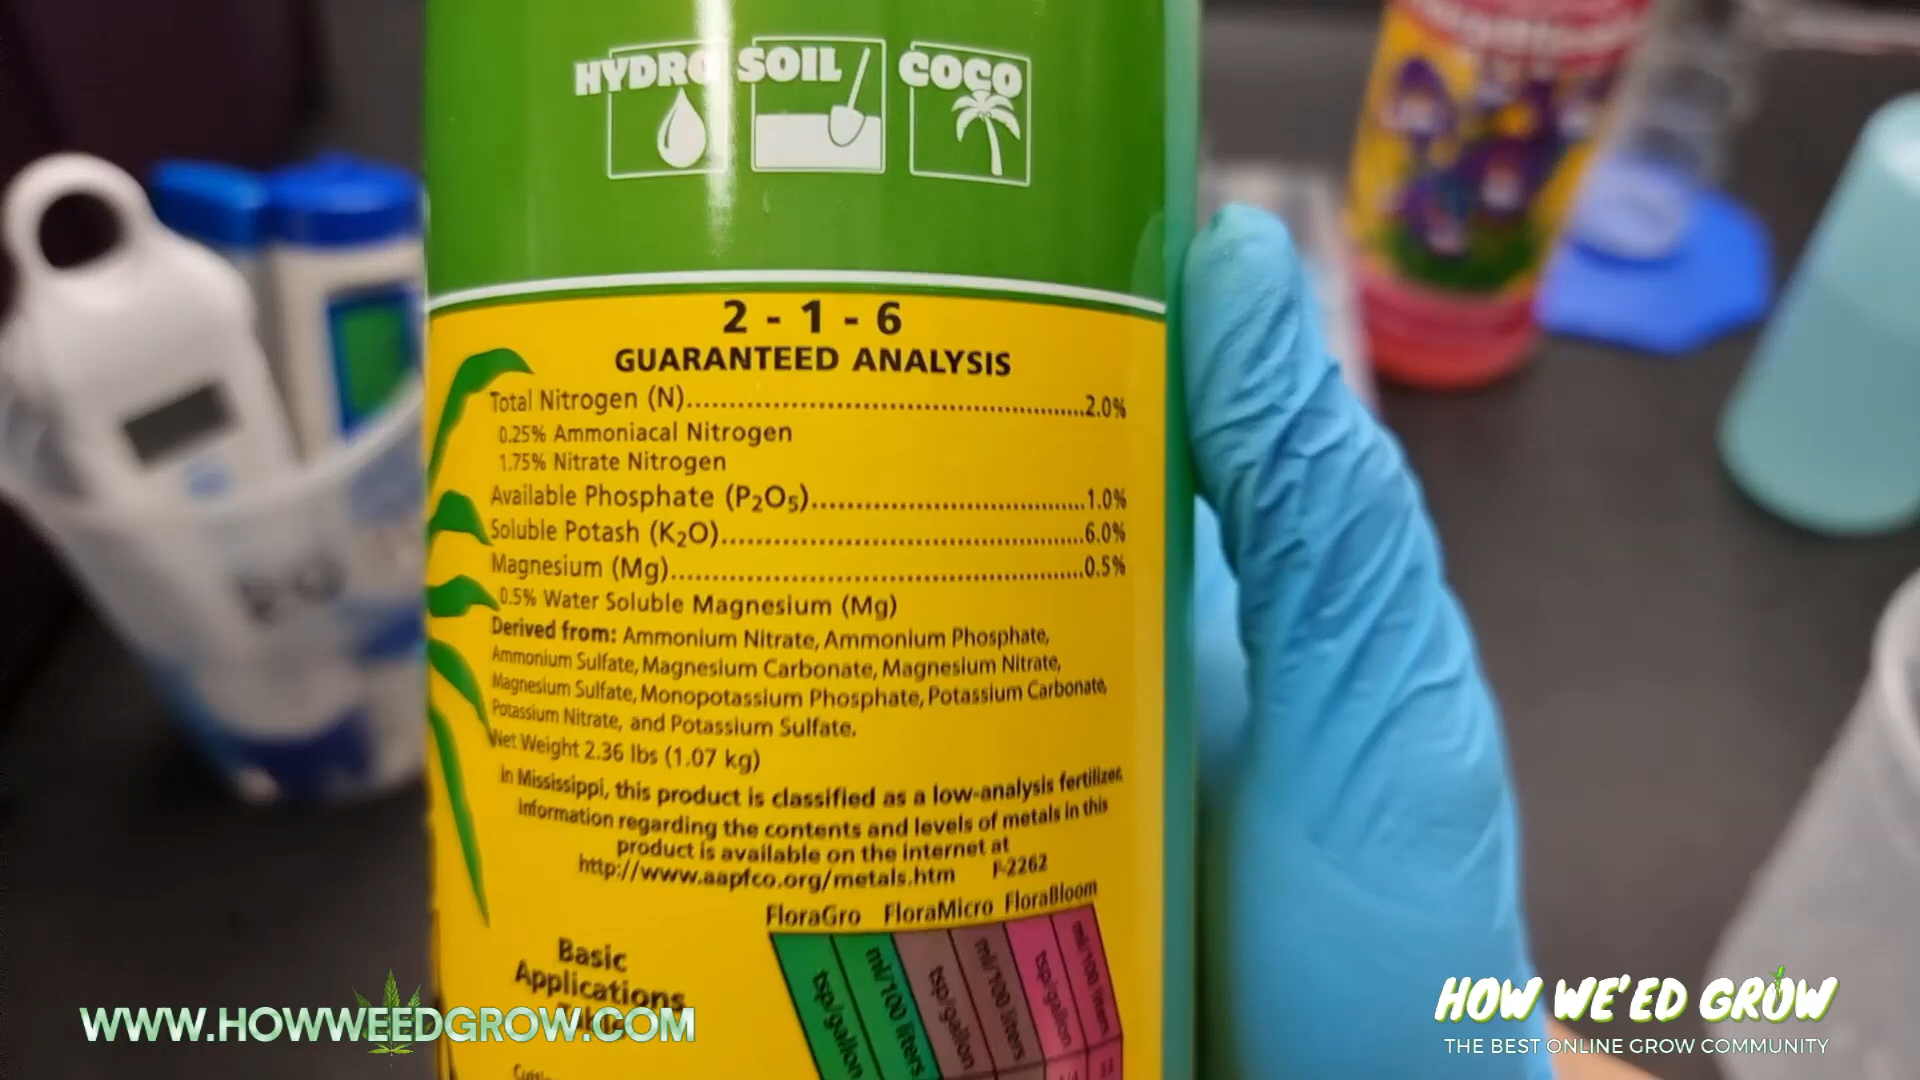 HYDRO SOIL COCO
2 - 1 - 6
GUARANTEED ANALYSIS
Total Nitrogen (N)..........2.0%
0.25% Ammoniacal Nitrogen
1.75% Nitrate Nitrogen
Available Phosphate (P₂O₅)..........1.0%
Soluble Potash (K₂O)..........6.0%
Magnesium (Mg)..........0.5%
0.5% Water Soluble Magnesium (Mg)
Derived from: Ammonium Nitrate, Ammonium Phosphate,
Ammonium Sulfate, Magnesium Carbonate, Magnesium Nitrate,
Magnesium Sulfate, Monopotassium Phosphate, Potassium Carbonate,
Potassium Nitrate, and Potassium Sulfate.
Net Weight 2.36 lbs (1.07 kg)
In Mississippi, this product is classified as a low-analysis fertilizer.
Information regarding the contents and levels of metals in this
product is available on the internet at
http://www.aapfco.org/metals.htm F-2262
FloraGro FloraMicro FloraBloom
Basic
Applications
tsp/gallon ml/100 liters tsp/gallon ml/100 liters tsp/gallon ml/100 liters
WWW.HOWWEEDGROW.COM
HOW WE'ED GROW
THE BEST ONLINE GROW COMMUNITY